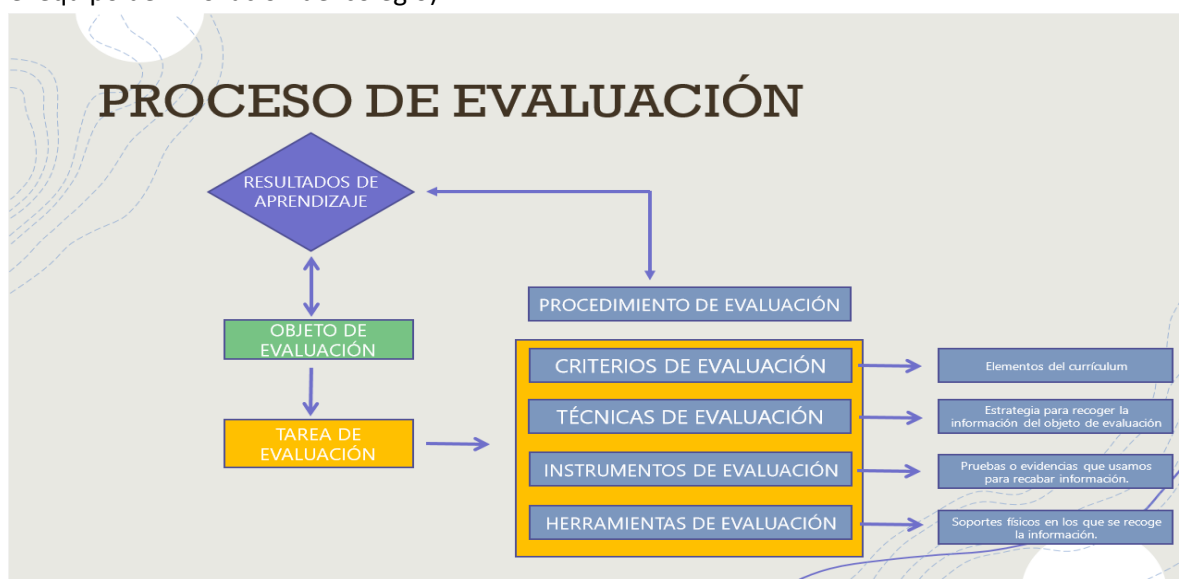 PROCESO DE EVALUACIÓN
RESULTADOS DE
APRENDIZAJE
PROCEDIMIENTO DE EVALUACIÓN
OBJETO DE
EVALUACIÓN
CRITERIOS DE EVALUACIÓN
Elementos del currículum
TÉCNICAS DE EVALUACIÓN
Estrategia para recoger la
información del objeto de evaluación
TAREA DE
EVALUACIÓN
INSTRUMENTOS DE EVALUACIÓN
Pruebas o evidencias que usamos
para recabar información.
HERRAMIENTAS DE EVALUACIÓN
Soportes físicos en los que se recoge
la información.